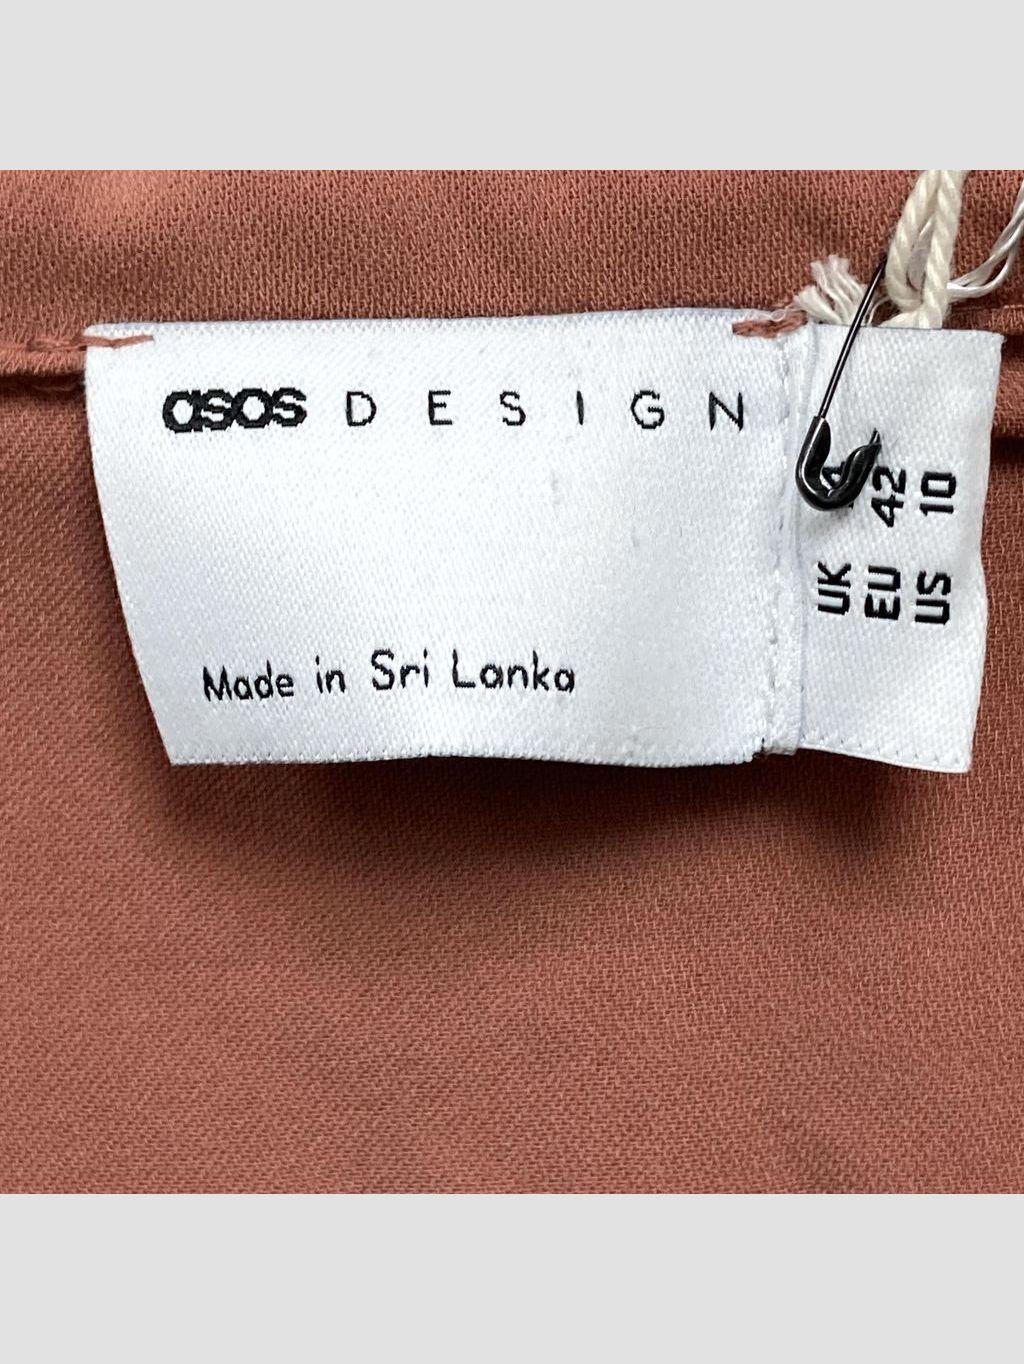 asos DESIGN
Made in Sri Lanka
UK
EU 42
US 10